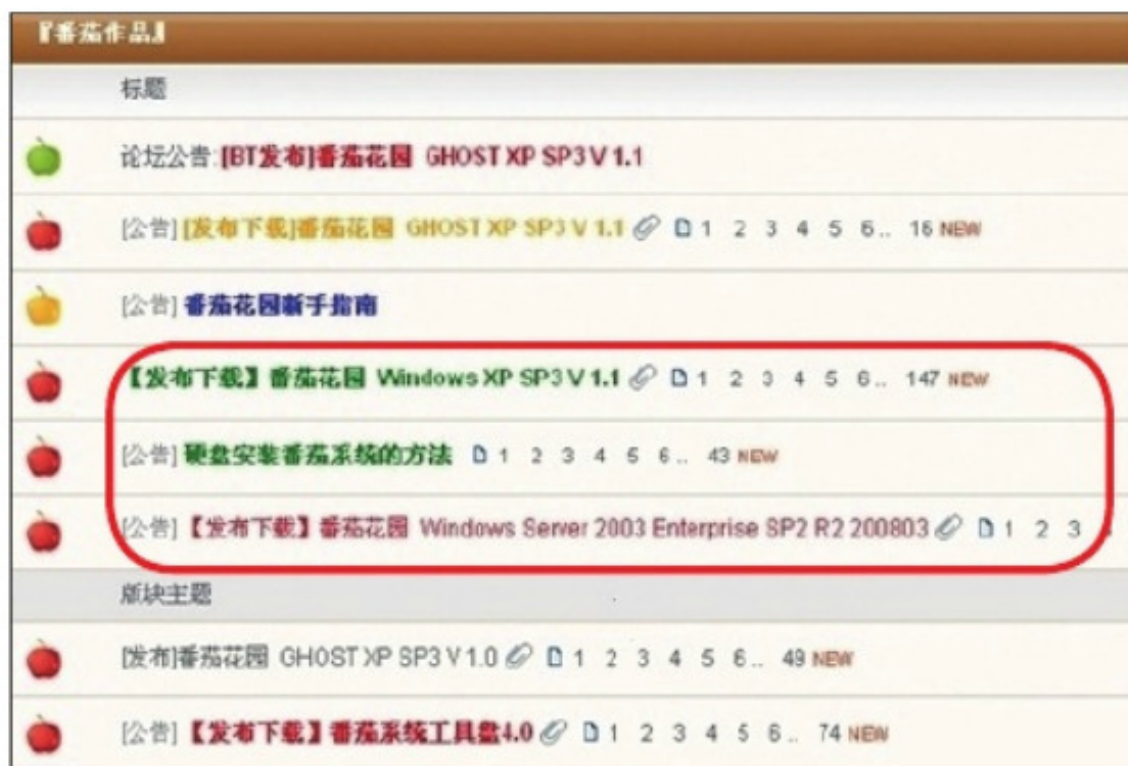 『番茄作品』
标题
论坛公告:[BT发布]番茄花园 GHOST XP SP3 V 1.1
[公告] [发布下载]番茄花园 GHOST XP SP3 V 1.1 1 2 3 4 5 6.. 16 NEW
[公告] 番茄花园新手指南
【发布下载】番茄花园 Windows XP SP3 V 1.1 1 2 3 4 5 6.. 147 NEW
[公告] 硬盘安装番茄系统的方法 1 2 3 4 5 6.. 43 NEW
[公告] 【发布下载】番茄花园 Windows Server 2003 Enterprise SP2 R2 200803 1 2 3
版块主题
[发布]番茄花园 GHOST XP SP3 V 1.0 1 2 3 4 5 6.. 49 NEW
[公告] 【发布下载】番茄系统工具盘4.0 1 2 3 4 5 6.. 74 NEW